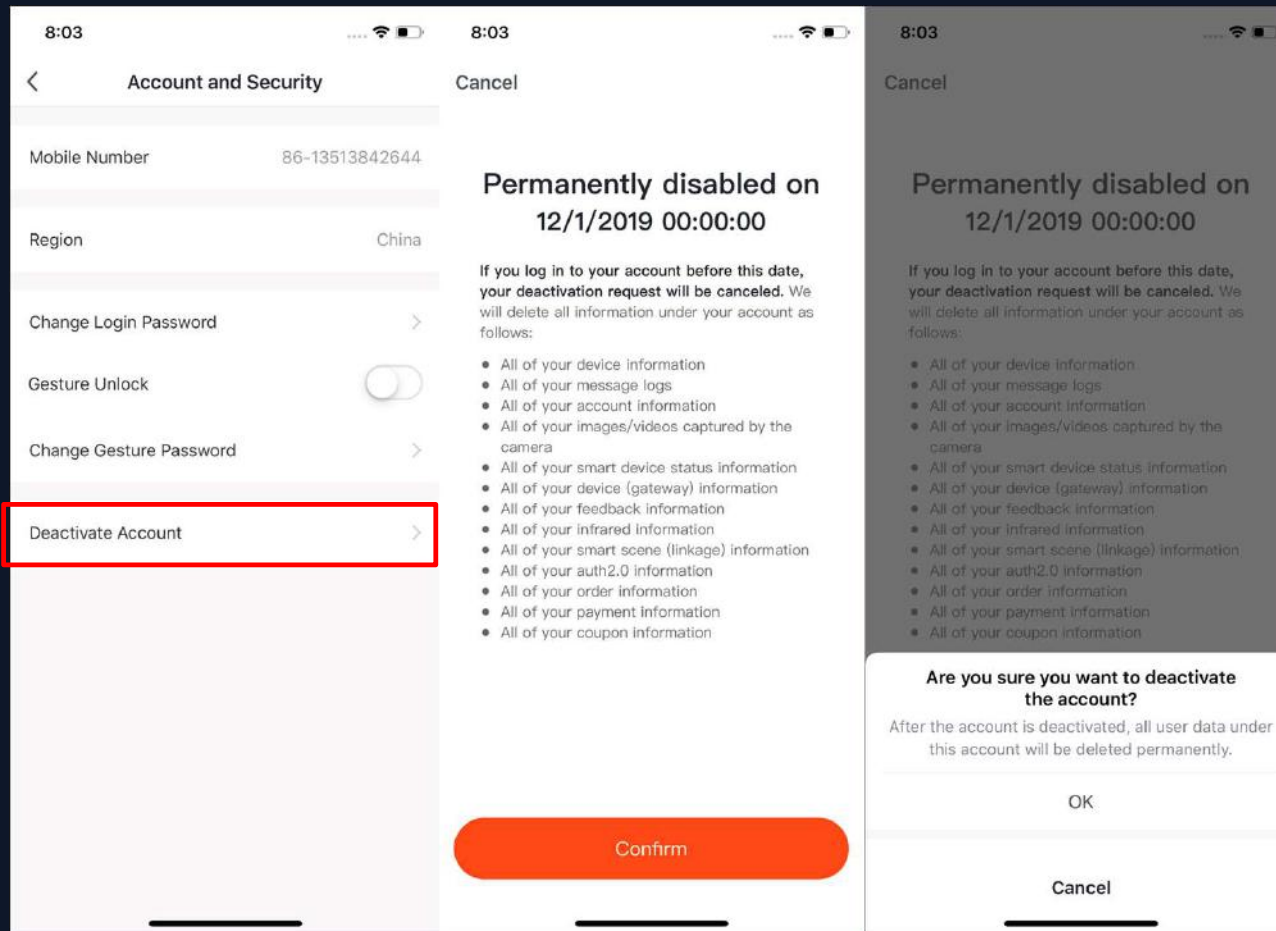 8:03
Account and Security
Mobile Number 86-13513842644
Region China
Change Login Password
Gesture Unlock
Change Gesture Password
Deactivate Account
8:03
Cancel
Permanently disabled on
12/1/2019 00:00:00
If you log in to your account before this date,
your deactivation request will be canceled. We
will delete all information under your account as
follows:
• All of your device information
• All of your message logs
• All of your account information
• All of your images/videos captured by the
camera
• All of your smart device status information
• All of your device (gateway) information
• All of your feedback information
• All of your infrared information
• All of your smart scene (linkage) information
• All of your auth2.0 information
• All of your order information
• All of your payment information
• All of your coupon information
Confirm
8:03
Cancel
Permanently disabled on
12/1/2019 00:00:00
If you log in to your account before this date,
your deactivation request will be canceled. We
will delete all information under your account as
follows:
• All of your device information
• All of your message logs
• All of your account information
• All of your images/videos captured by the
camera
• All of your smart device status information
• All of your device (gateway) information
• All of your feedback information
• All of your infrared information
• All of your smart scene (linkage) information
• All of your auth2.0 information
• All of your order information
• All of your payment information
• All of your coupon information
Are you sure you want to deactivate
the account?
After the account is deactivated, all user data under
this account will be deleted permanently.
OK
Cancel